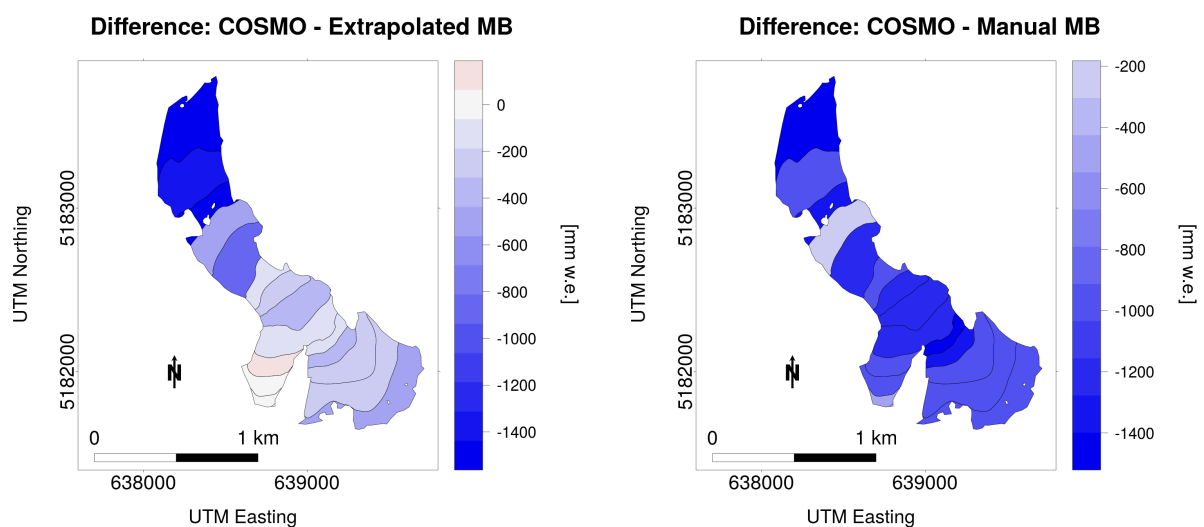 Difference: COSMO - Extrapolated MB
UTM Northing
5183000
5182000
N
0 1 km
638000 639000
UTM Easting
0
-200
-400
-600
-800
-1000
-1200
-1400
[mm w.e.]
Difference: COSMO - Manual MB
UTM Northing
5183000
5182000
N
0 1 km
638000 639000
UTM Easting
-200
-400
-600
-800
-1000
-1200
-1400
[mm w.e.]